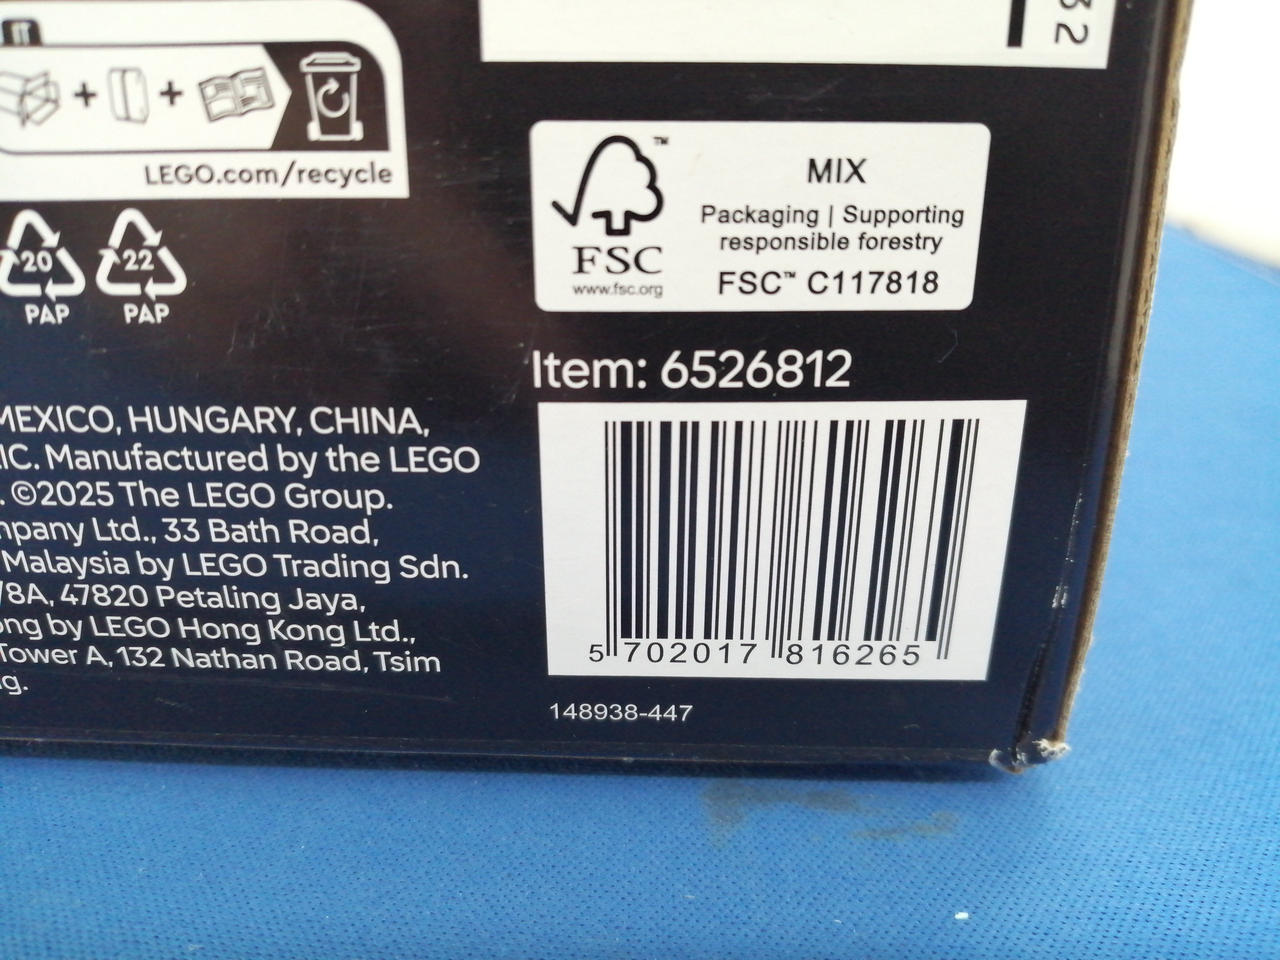 32
LEGO.com/recycle
20
PAP
22
PAP
FSC™
www.fsc.org
MIX
Packaging | Supporting
responsible forestry
FSC™ C117818
Item: 6526812
MEXICO, HUNGARY, CHINA,
IC. Manufactured by the LEGO
. ©2025 The LEGO Group.
mpany Ltd., 33 Bath Road,
Malaysia by LEGO Trading Sdn.
/8A, 47820 Petaling Jaya,
ong by LEGO Hong Kong Ltd.,
Tower A, 132 Nathan Road, Tsim
g.
5 702017 816265
148938-447